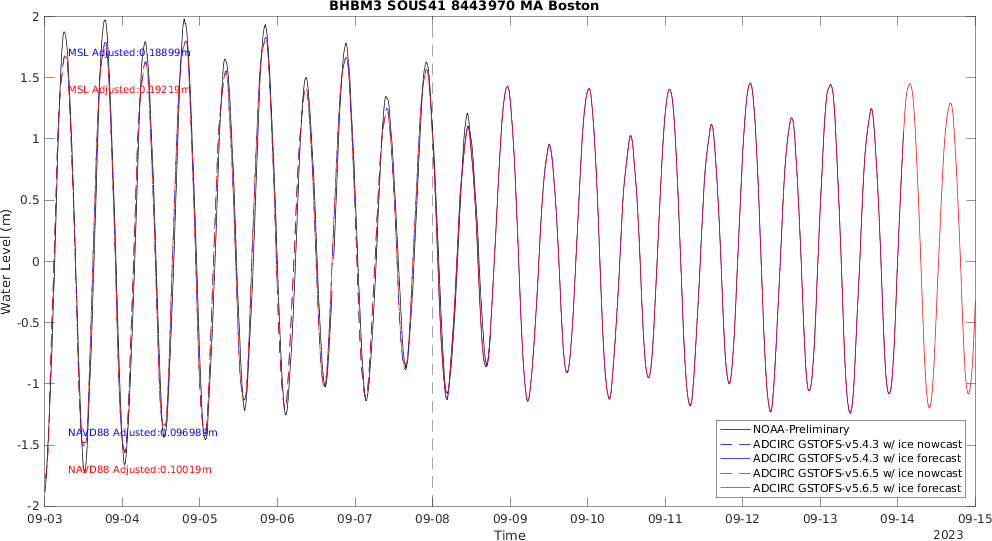 BHBM3 SOUS41 8443970 MA Boston
Water Level (m)
2
1.5
1
0.5
0
-0.5
-1
-1.5
-2
MSL Adjusted:0.18899m
MSL Adjusted:0.19219m
NAVD88 Adjusted:0.096989m
NAVD88 Adjusted:0.10019m
NOAA-Preliminary
ADCIRC GSTOFS-v5.4.3 w/ ice nowcast
ADCIRC GSTOFS-v5.4.3 w/ ice forecast
ADCIRC GSTOFS-v5.6.5 w/ ice nowcast
ADCIRC GSTOFS-v5.6.5 w/ ice forecast
09-03 09-04 09-05 09-06 09-07 09-08 09-09 09-10 09-11 09-12 09-13 09-14 09-15
Time
2023